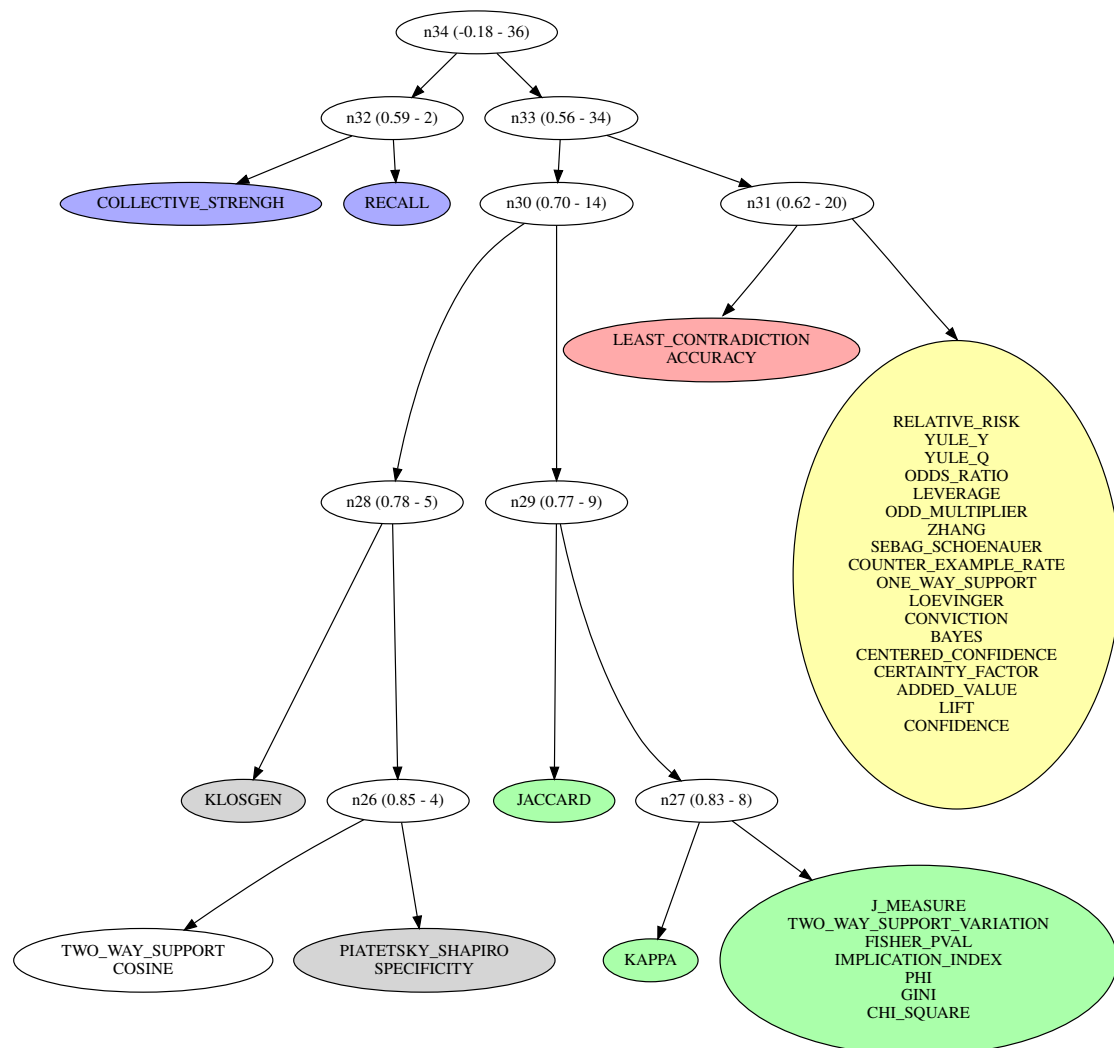 n34 (-0.18 - 36)
n32 (0.59 - 2)
n33 (0.56 - 34)
COLLECTIVE_STRENGH
RECALL
n30 (0.70 - 14)
n31 (0.62 - 20)
LEAST_CONTRADICTION
ACCURACY
RELATIVE_RISK
YULE_Y
YULE_Q
ODDS_RATIO
LEVERAGE
ODD_MULTIPLIER
ZHANG
SEBAG_SCHOENAUER
COUNTER_EXAMPLE_RATE
ONE_WAY_SUPPORT
LOEVINGER
CONVICTION
BAYES
CENTERED_CONFIDENCE
CERTAINTY_FACTOR
ADDED_VALUE
LIFT
CONFIDENCE
n28 (0.78 - 5)
n29 (0.77 - 9)
KLOSGEN
n26 (0.85 - 4)
JACCARD
n27 (0.83 - 8)
TWO_WAY_SUPPORT
COSINE
PIATETSKY_SHAPIRO
SPECIFICITY
KAPPA
J_MEASURE
TWO_WAY_SUPPORT_VARIATION
FISHER_PVAL
IMPLICATION_INDEX
PHI
GINI
CHI_SQUARE